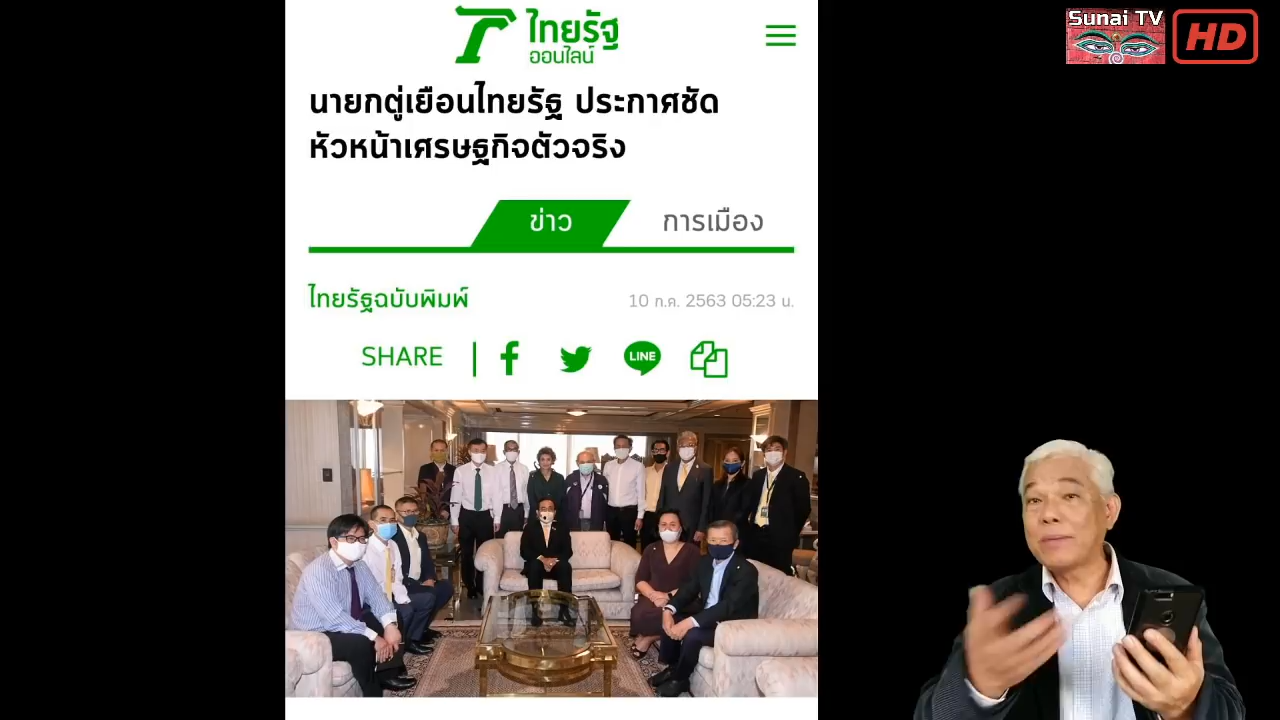 ไทยรัฐ
ออนไลน์
Sunai TV
HD
นายกตู่เยือนไทยรัฐ ประกาศชัด
หัวหน้าเศรษฐกิจตัวจริง
ข่าว
การเมือง
ไทยรัฐฉบับพิมพ์
10 ก.ค. 2563 05:23 น.
SHARE
LINE